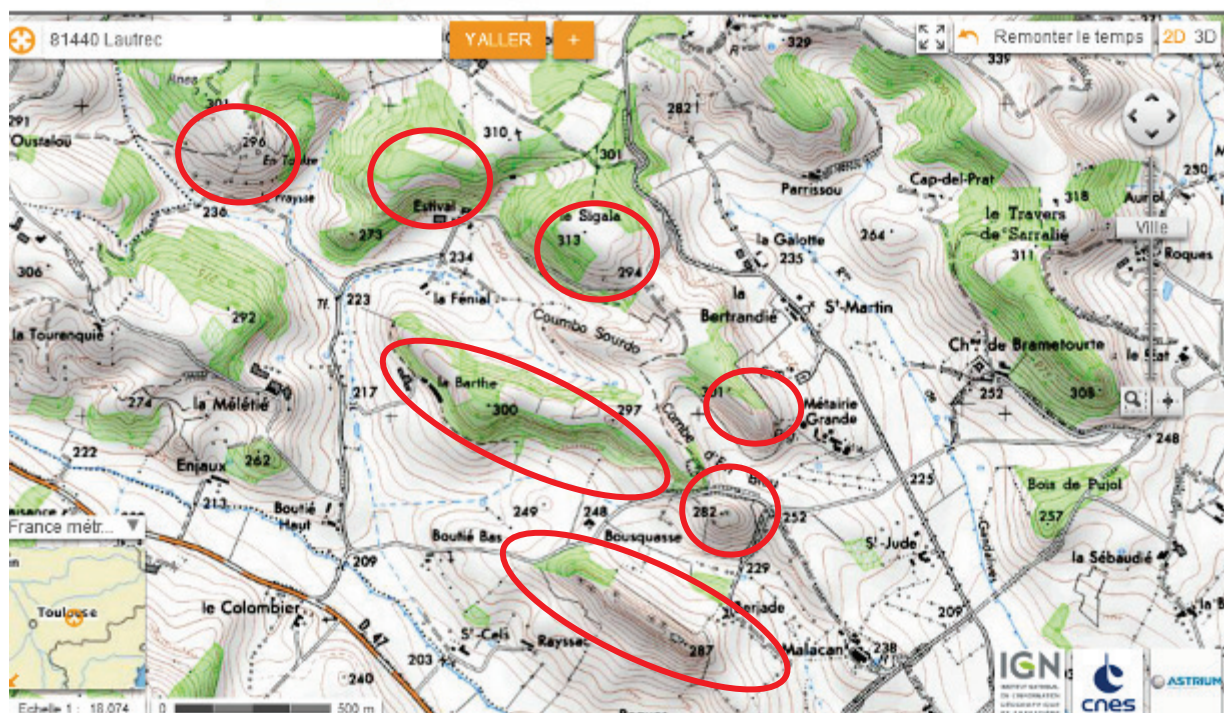 81440 Lautrec
Y ALLER
+
Remonter le temps
2D 3D
329
339
301
291
Oustalou
296
236
310
301
282
Parrissou
Cap-del-Prat
318
250
le Travers
de Sarralié
Ville
311
Roques
Estival
273
le Sigala
313
294
la Galotte
235
264
306
234
223
la Fénial
292
la Tourenquie
Coumbo Sourdo
la
Bertrandié
St-Martin
Chau de Brametourte
252
308
217
la Barthe
300
297
301
Métairie
Grande
274
la Mélétié
248
222
262
Enjaux
213
225
Combe
Bois de Pujol
257
249
248
282
252
Boutié
Haut
Boutié Bas
Bousquasse
St-Jude
la Sébaudié
France métr...
209
229
209
Toulouse
le Colombier
D. 47
St-Celi
203
Rayssac
287
Malacan
238
240
Echelle 1 : 18,074
0
500 m
IGN
cnes
ASTRIUM